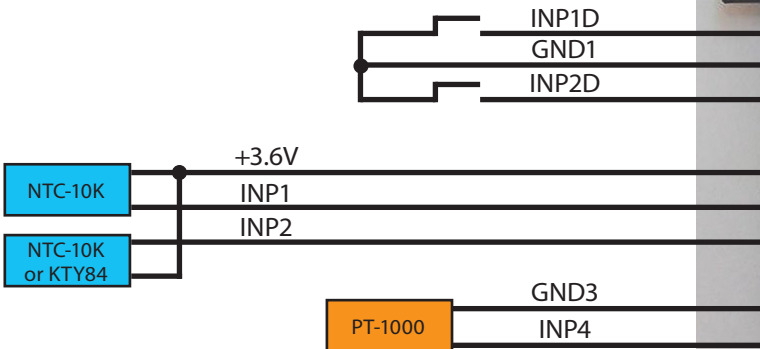 INP1D
GND1
INP2D
+3.6V
NTC-10K
INP1
INP2
NTC-10K
or KTY84
GND3
PT-1000
INP4